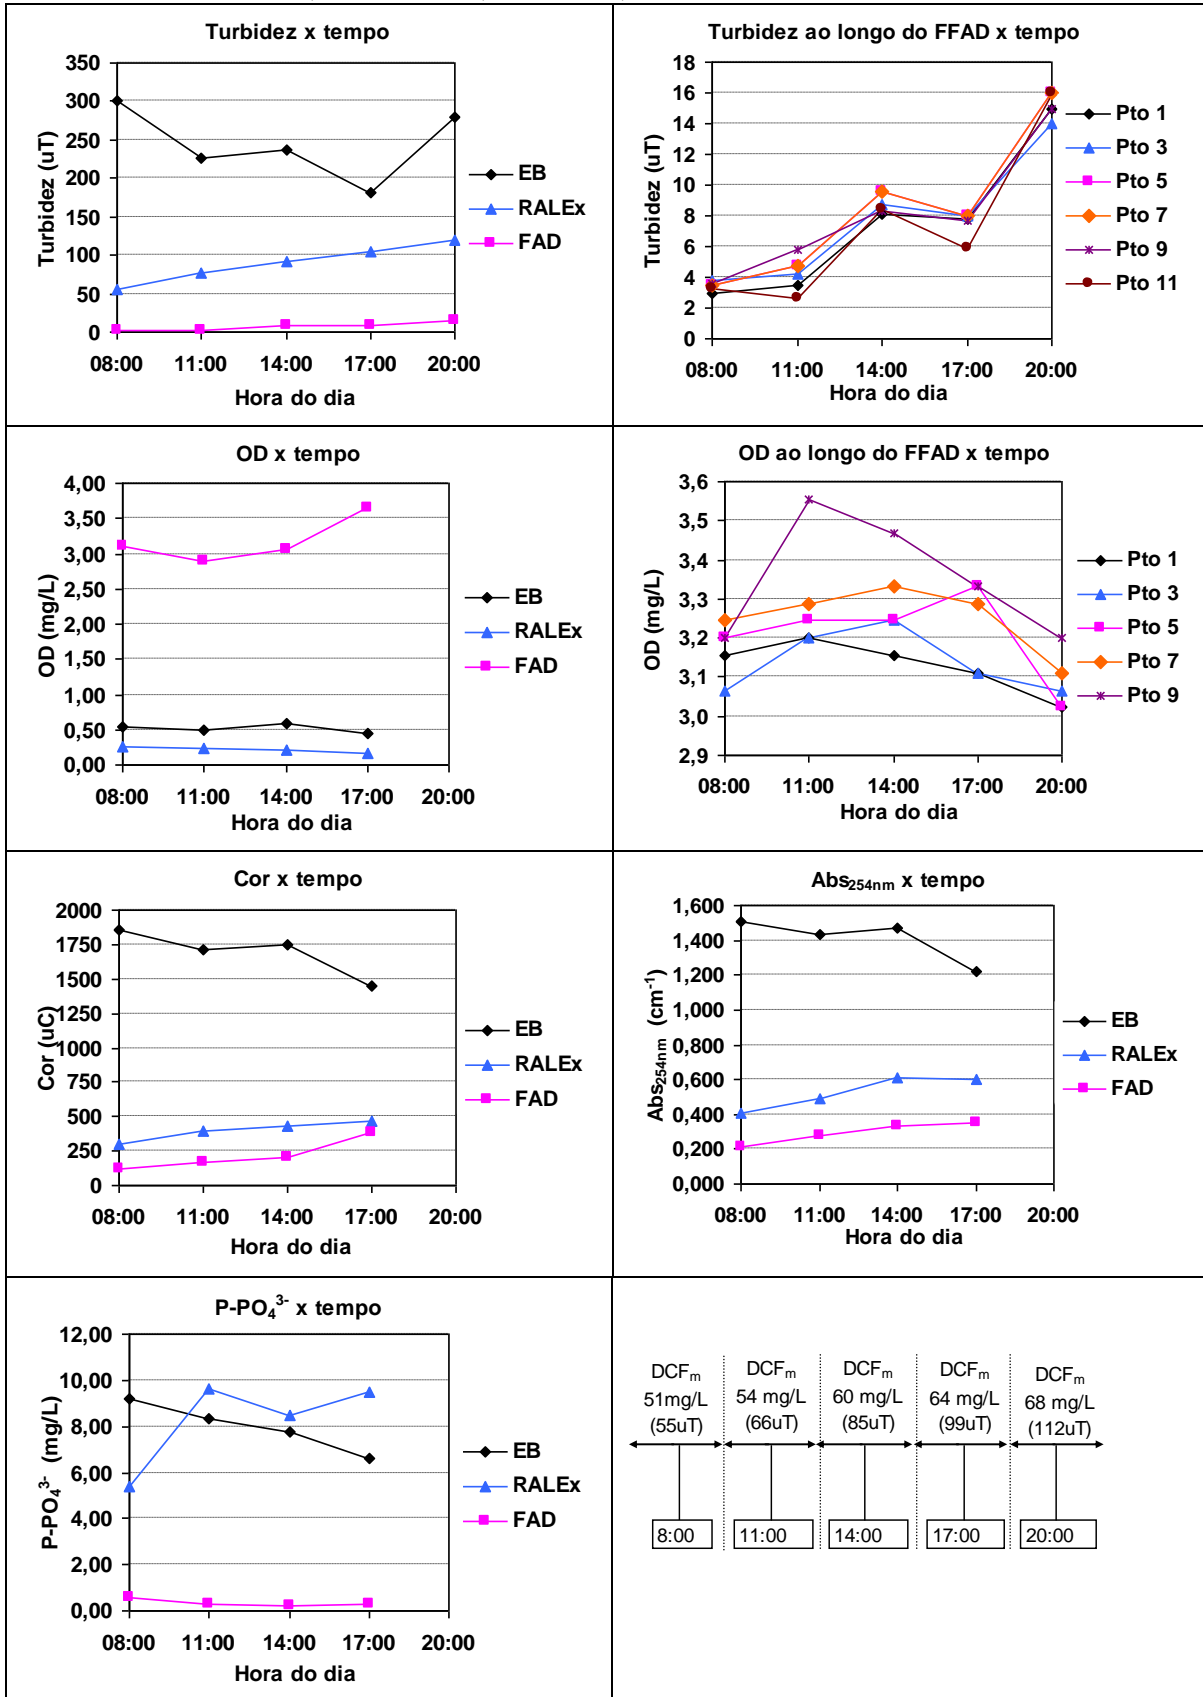 Turbidez x tempo
350
300
250
200
150
100
50
0
Turbidez (uT)
08:00 11:00 14:00 17:00 20:00
Hora do dia
EB
RALEx
FAD
Turbidez ao longo do FFAD x tempo
18
16
14
12
10
8
6
4
2
0
Turbidez (uT)
08:00 11:00 14:00 17:00 20:00
Hora do dia
Pto 1
Pto 3
Pto 5
Pto 7
Pto 9
Pto 11
OD x tempo
4,00
3,50
3,00
2,50
2,00
1,50
1,00
0,50
0,00
OD (mg/L)
08:00 11:00 14:00 17:00 20:00
Hora do dia
EB
RALEx
FAD
OD ao longo do FFAD x tempo
3,6
3,5
3,4
3,3
3,2
3,1
3,0
2,9
OD (mg/L)
08:00 11:00 14:00 17:00 20:00
Hora do dia
Pto 1
Pto 3
Pto 5
Pto 7
Pto 9
Cor x tempo
2000
1750
1500
1250
1000
750
500
250
0
Cor (uC)
08:00 11:00 14:00 17:00 20:00
Hora do dia
EB
RALEx
FAD
Abs254nm x tempo
1,600
1,400
1,200
1,000
0,800
0,600
0,400
0,200
0,000
Abs254nm (cm-1)
08:00 11:00 14:00 17:00 20:00
Hora do dia
EB
RALEx
FAD
P-PO4 3- x tempo
12,00
10,00
8,00
6,00
4,00
2,00
0,00
P-PO4 3- (mg/L)
08:00 11:00 14:00 17:00 20:00
Hora do dia
EB
RALEx
FAD
DCFm DCFm DCFm DCFm DCFm
51mg/L 54 mg/L 60 mg/L 64 mg/L 68 mg/L
(55uT) (66uT) (85uT) (99uT) (112uT)
8:00 11:00 14:00 17:00 20:00